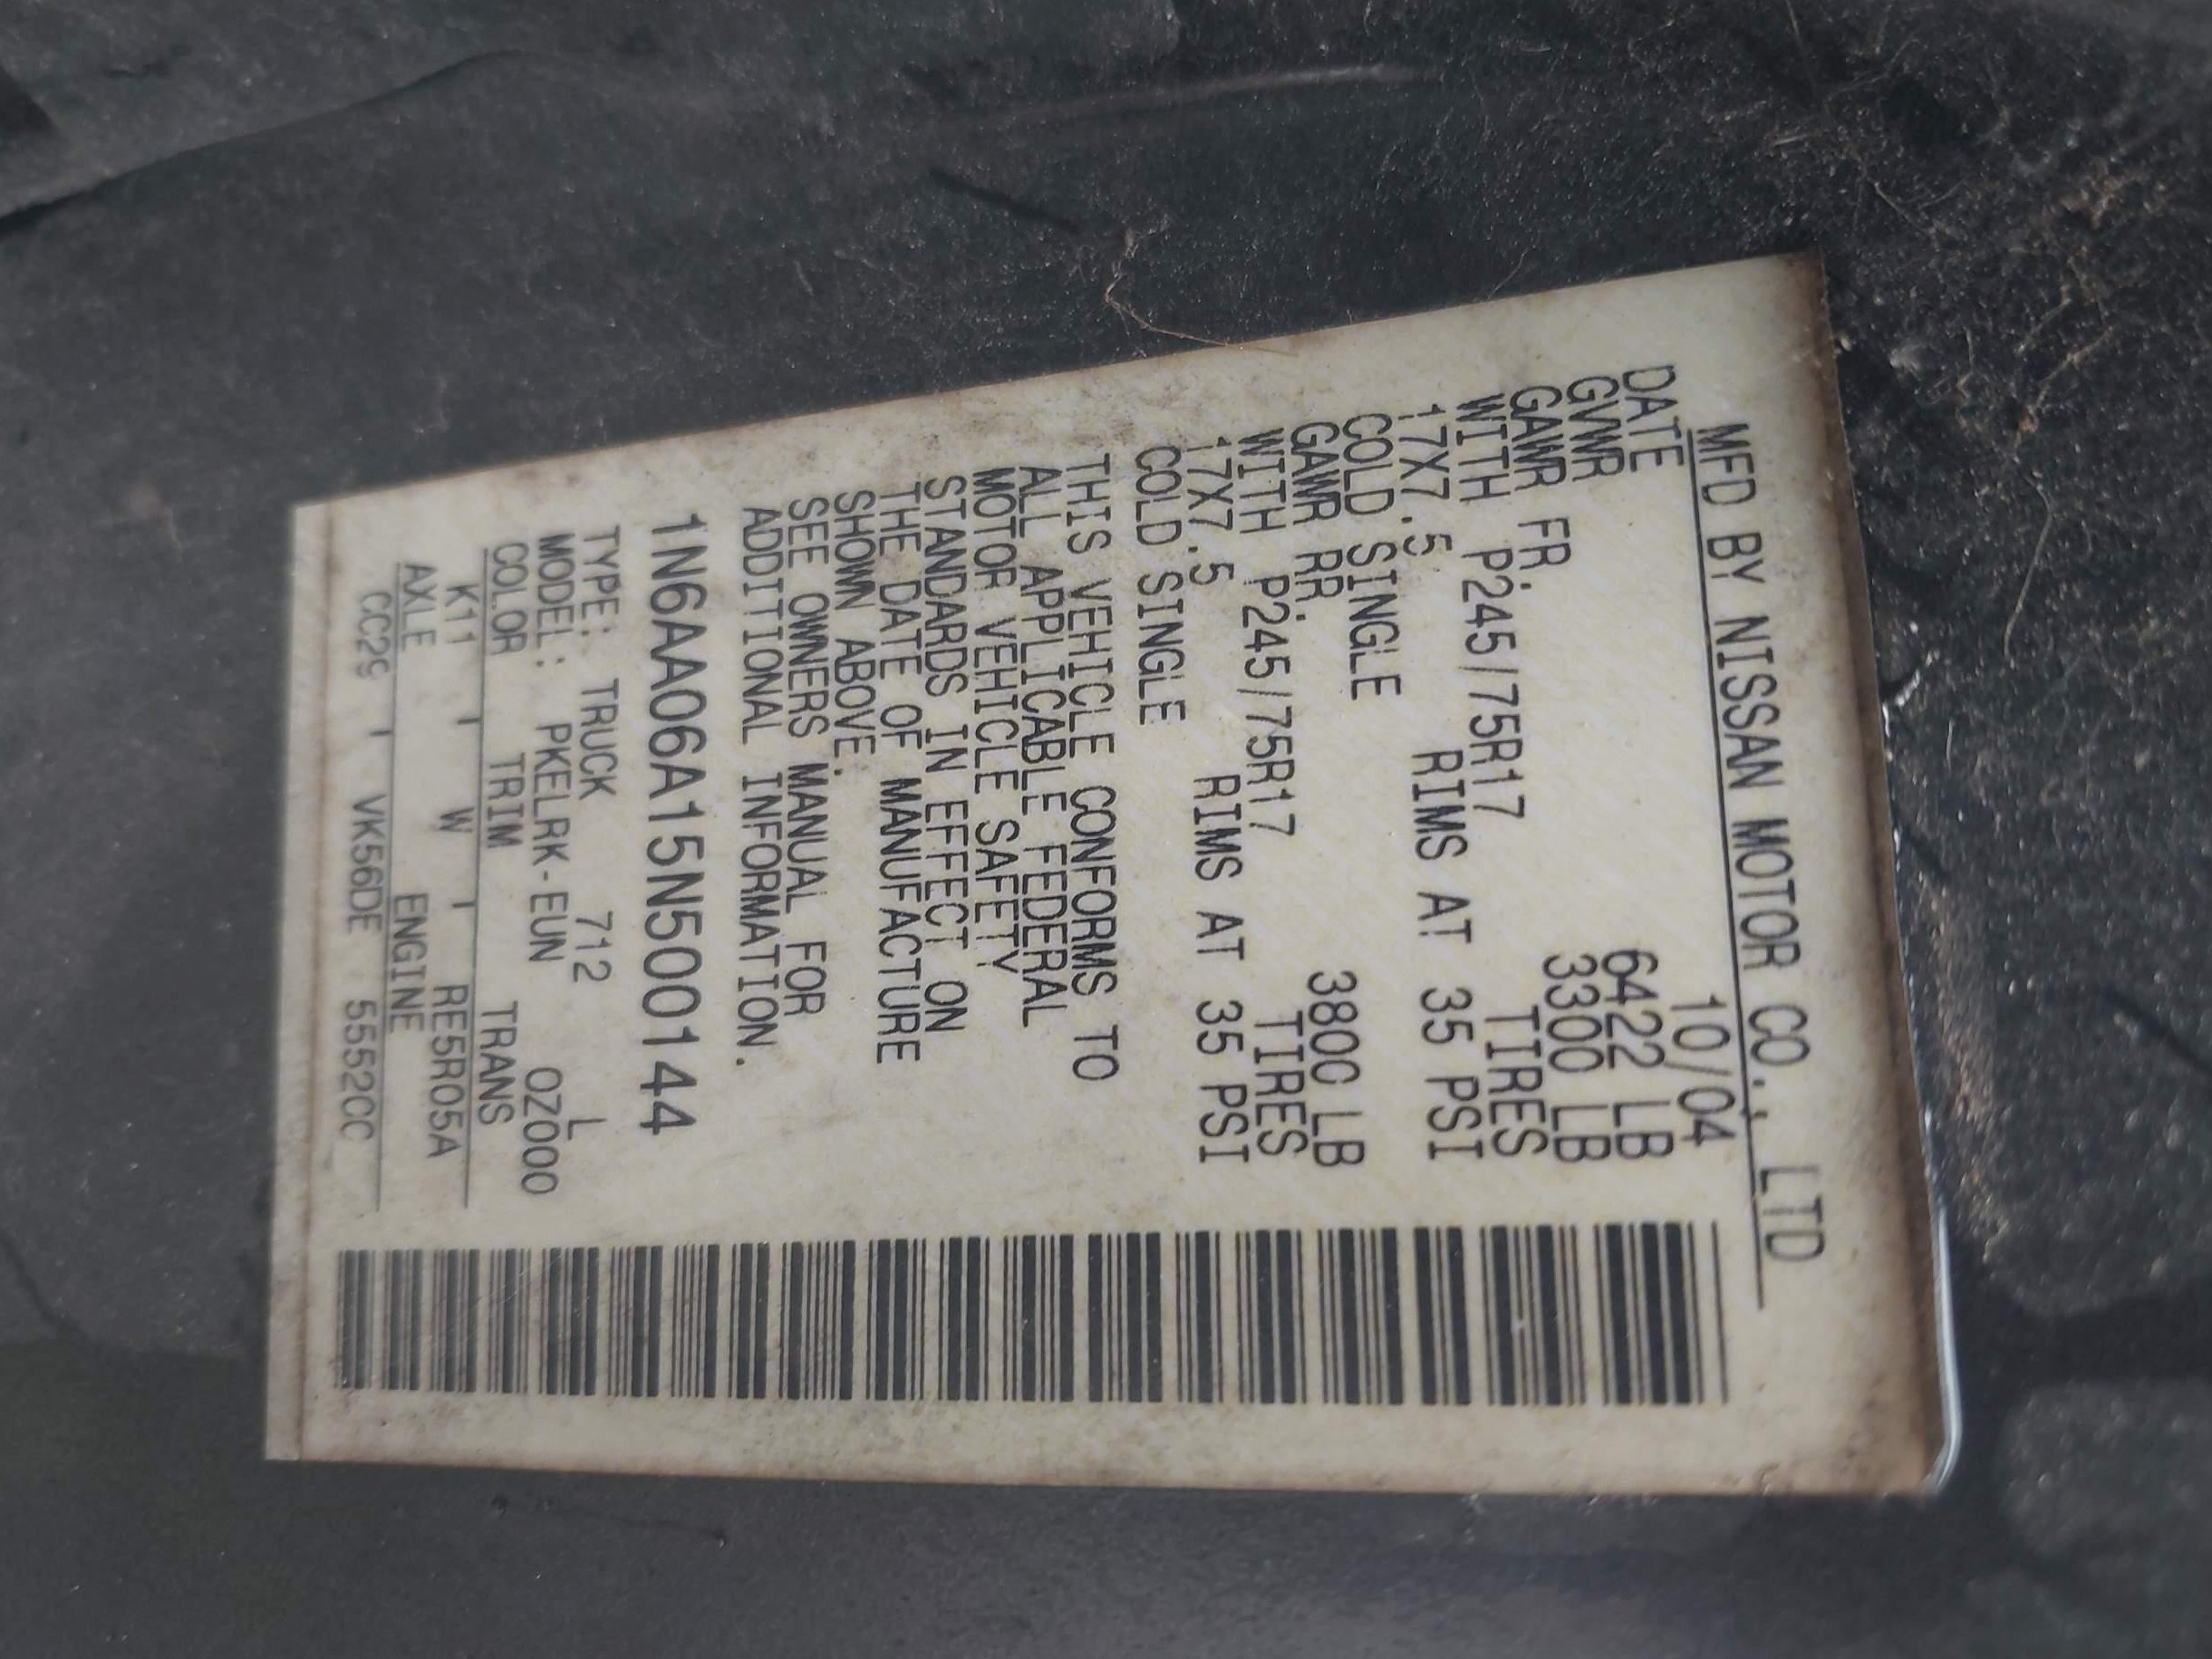 MFD BY NISSAN MOTOR CO., LTD
DATE 10/04
GVWR 6422 LB
GAWR FR. 3300 LB
WITH P245/75R17 TIRES
17X7.5 RIMS AT 35 PSI
COLD SINGLE
GAWR RR. 3800 LB
WITH P245/75R17 TIRES
17X7.5 RIMS AT 35 PSI
COLD SINGLE
THIS VEHICLE CONFORMS TO
ALL APPLICABLE FEDERAL
MOTOR VEHICLE SAFETY
STANDARDS IN EFFECT ON
THE DATE OF MANUFACTURE
SHOWN ABOVE.
SEE OWNERS MANUAL FOR
ADDITIONAL INFORMATION.
1N6AA06A15N500144
TYPE: TRUCK 712 L
MODEL: PKELRK-EUN OZ000
COLOR TRIM TRANS
K11 W RE5R05A
AXLE ENGINE
CC29 VK56DE 5552CC